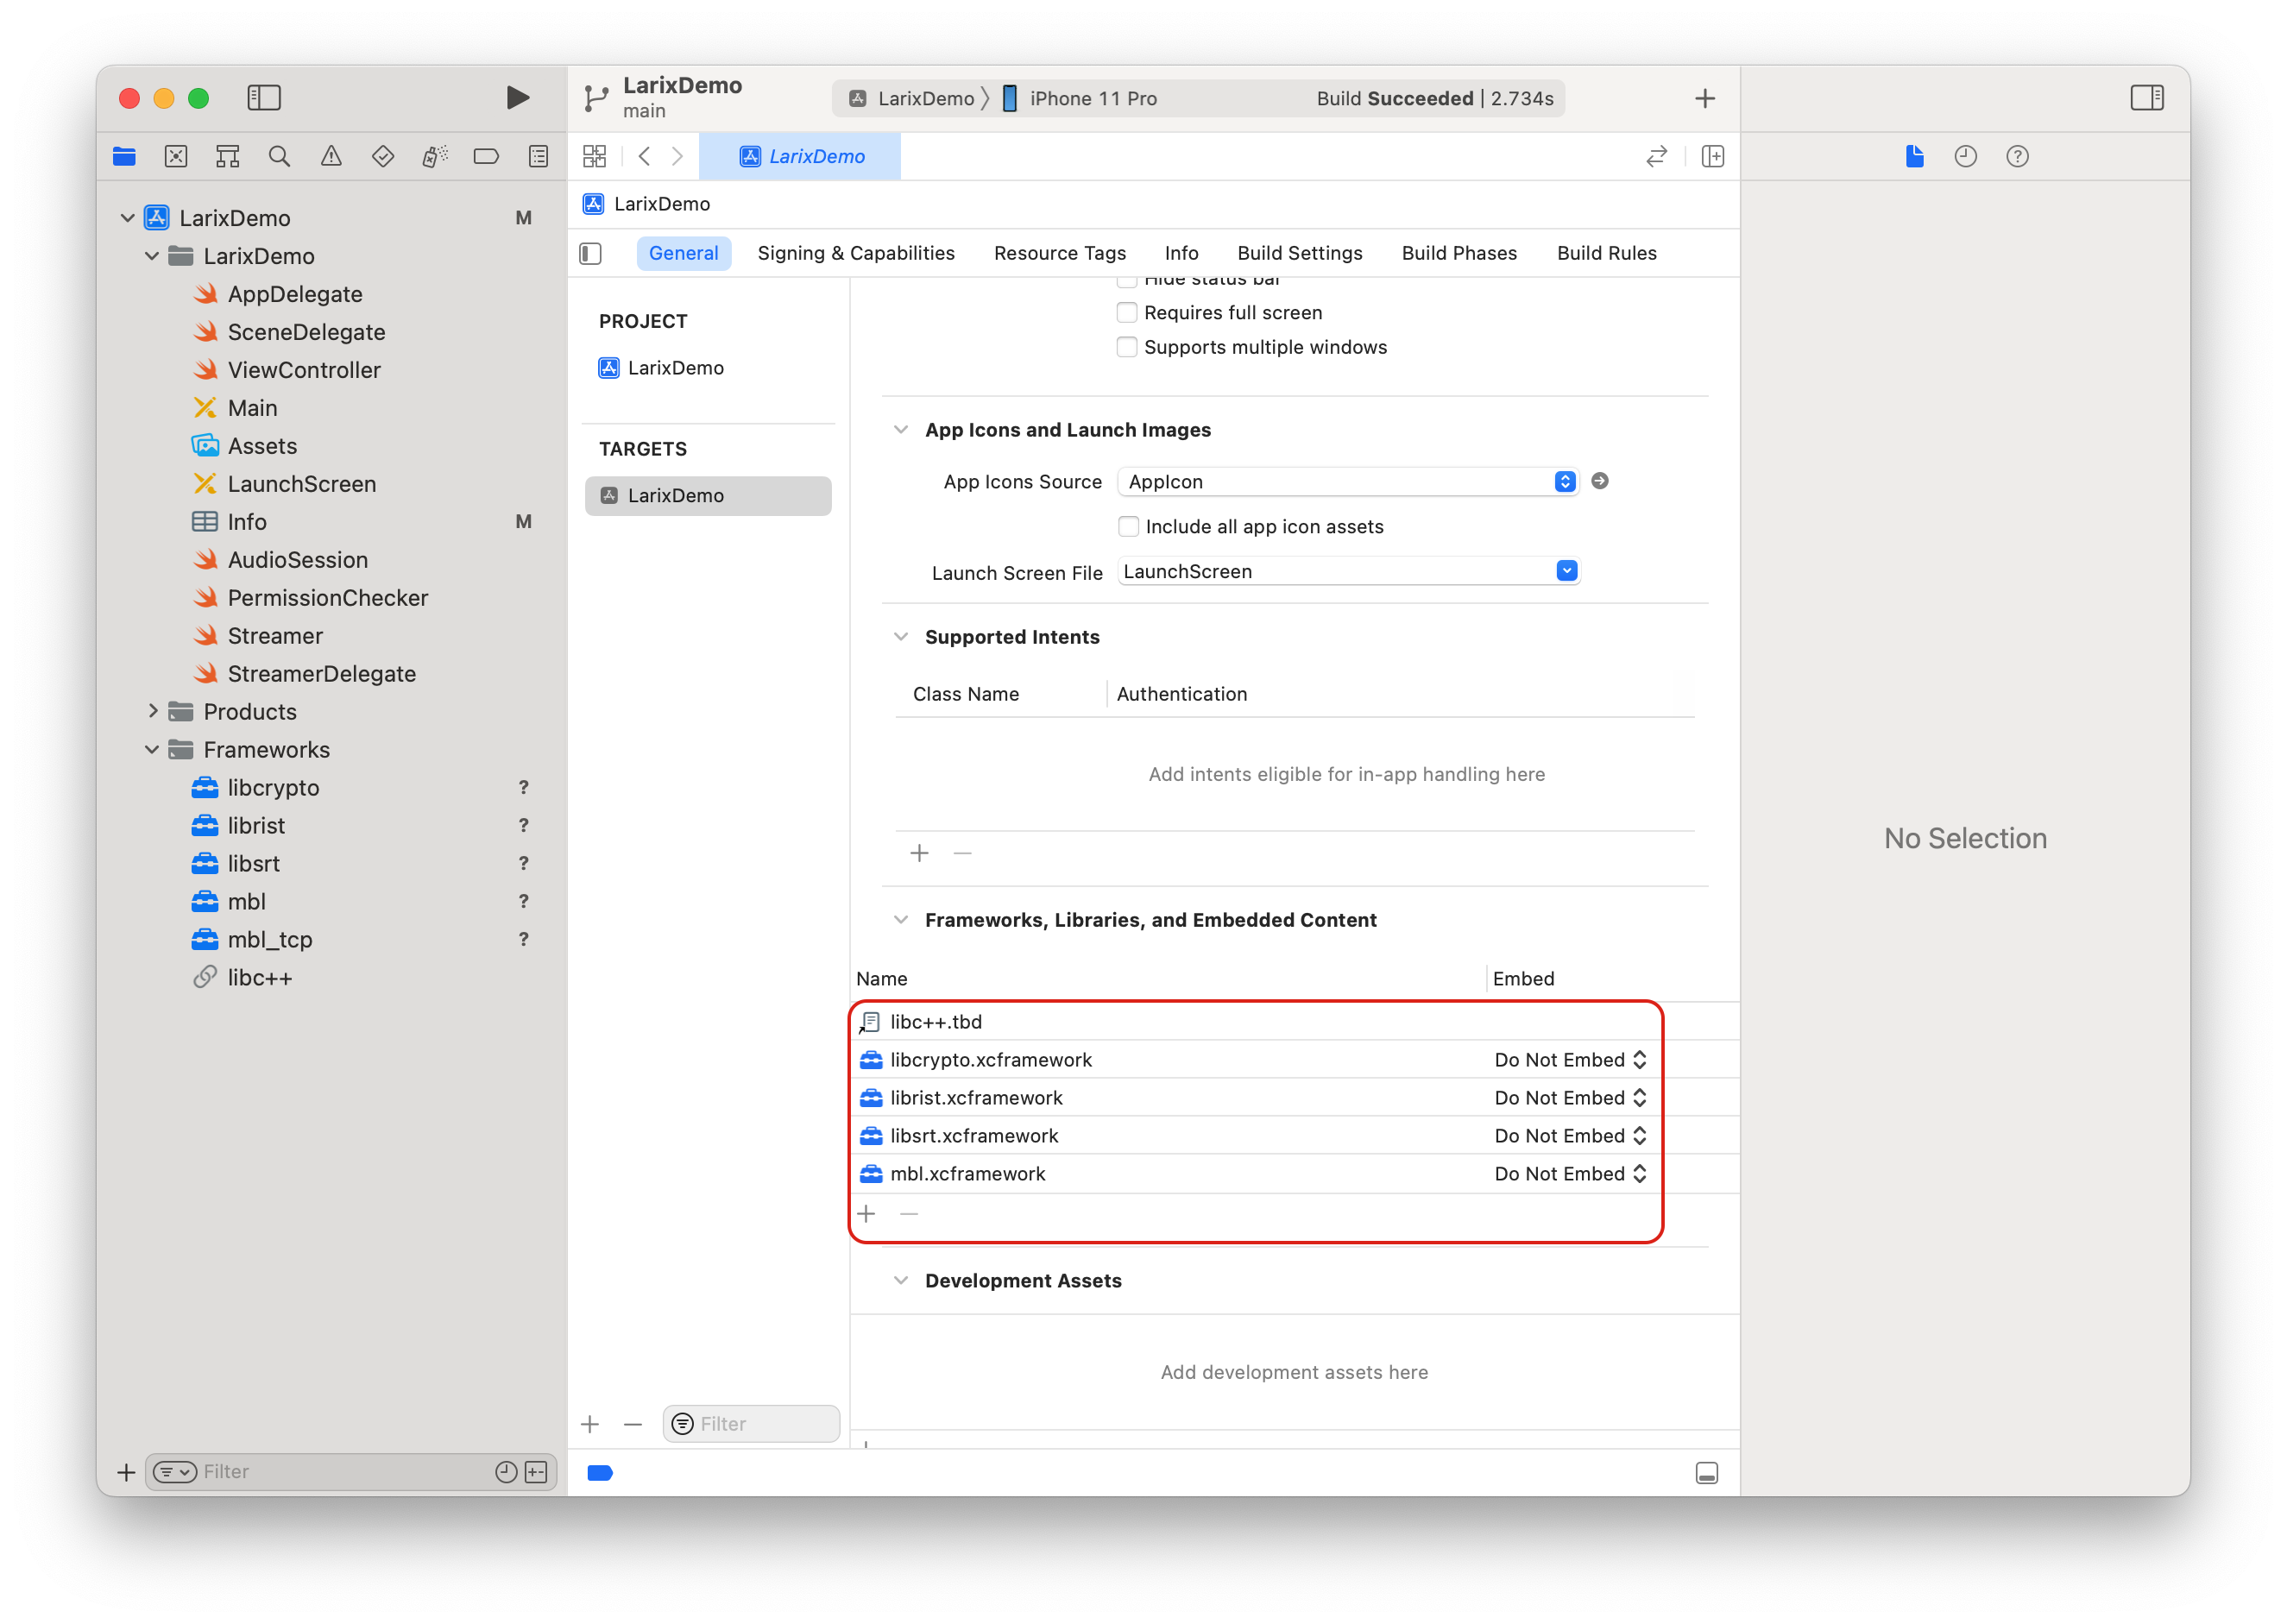 LarixDemo
main
LarixDemo
iPhone 11 Pro
Build Succeeded | 2.734s
LarixDemo
LarixDemo M
LarixDemo
AppDelegate
SceneDelegate
ViewController
Main
Assets
LaunchScreen
Info M
AudioSession
PermissionChecker
Streamer
StreamerDelegate
Products
Frameworks
libcrypto ?
librist ?
libsrt ?
mbl ?
mbl_tcp ?
libc++
Filter
LarixDemo
General Signing & Capabilities Resource Tags Info Build Settings Build Phases Build Rules
PROJECT
LarixDemo
TARGETS
LarixDemo
Filter
Hide status bar
Requires full screen
Supports multiple windows
App Icons and Launch Images
App Icons Source AppIcon
Include all app icon assets
Launch Screen File LaunchScreen
Supported Intents
Class Name Authentication
Add intents eligible for in-app handling here
Frameworks, Libraries, and Embedded Content
Name Embed
libc++.tbd
libcrypto.xcframework Do Not Embed
librist.xcframework Do Not Embed
libsrt.xcframework Do Not Embed
mbl.xcframework Do Not Embed
Development Assets
Add development assets here
No Selection